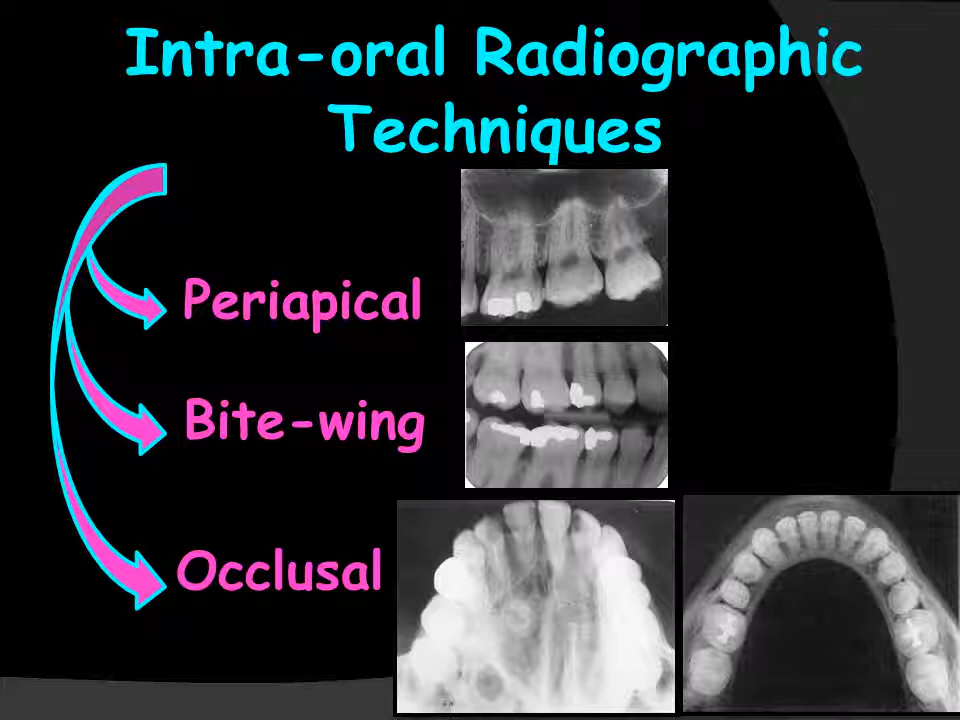 Intra-oral Radiographic
Techniques
Periapical
Bite-wing
Occlusal